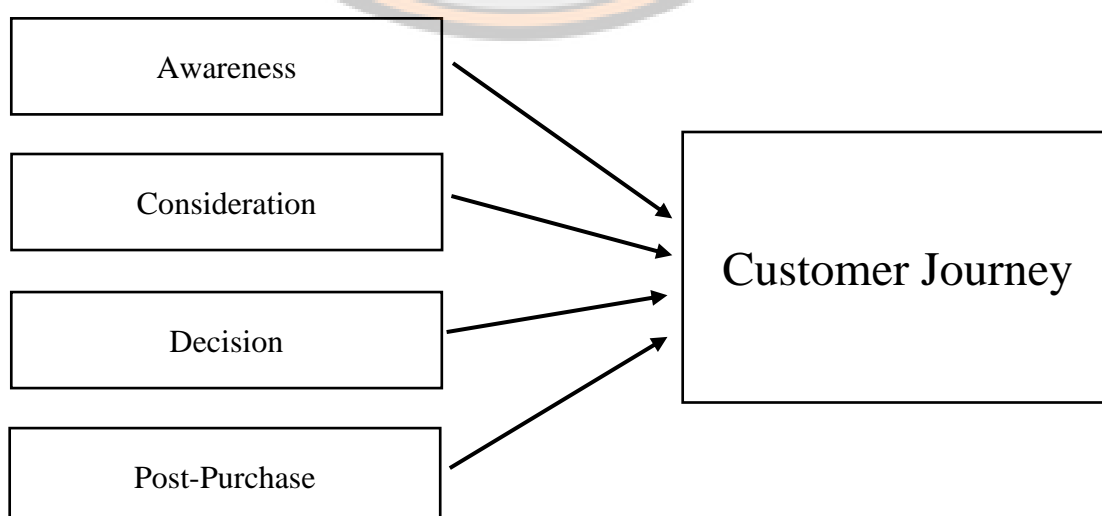 Awareness
Consideration
Customer Journey
Decision
Post-Purchase